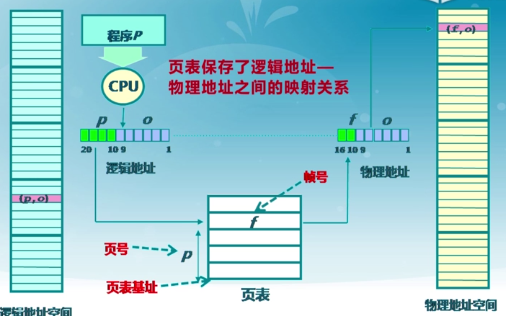 程序P
(f,o)
CPU
页表保存了逻辑地址—
物理地址之间的映射关系
p o
f o
20 10 9 1
16 10 9 1
逻辑地址
物理地址
帧号
(p,o)
f
页号
p
页表基址
页表
逻辑地址空间
物理地址空间